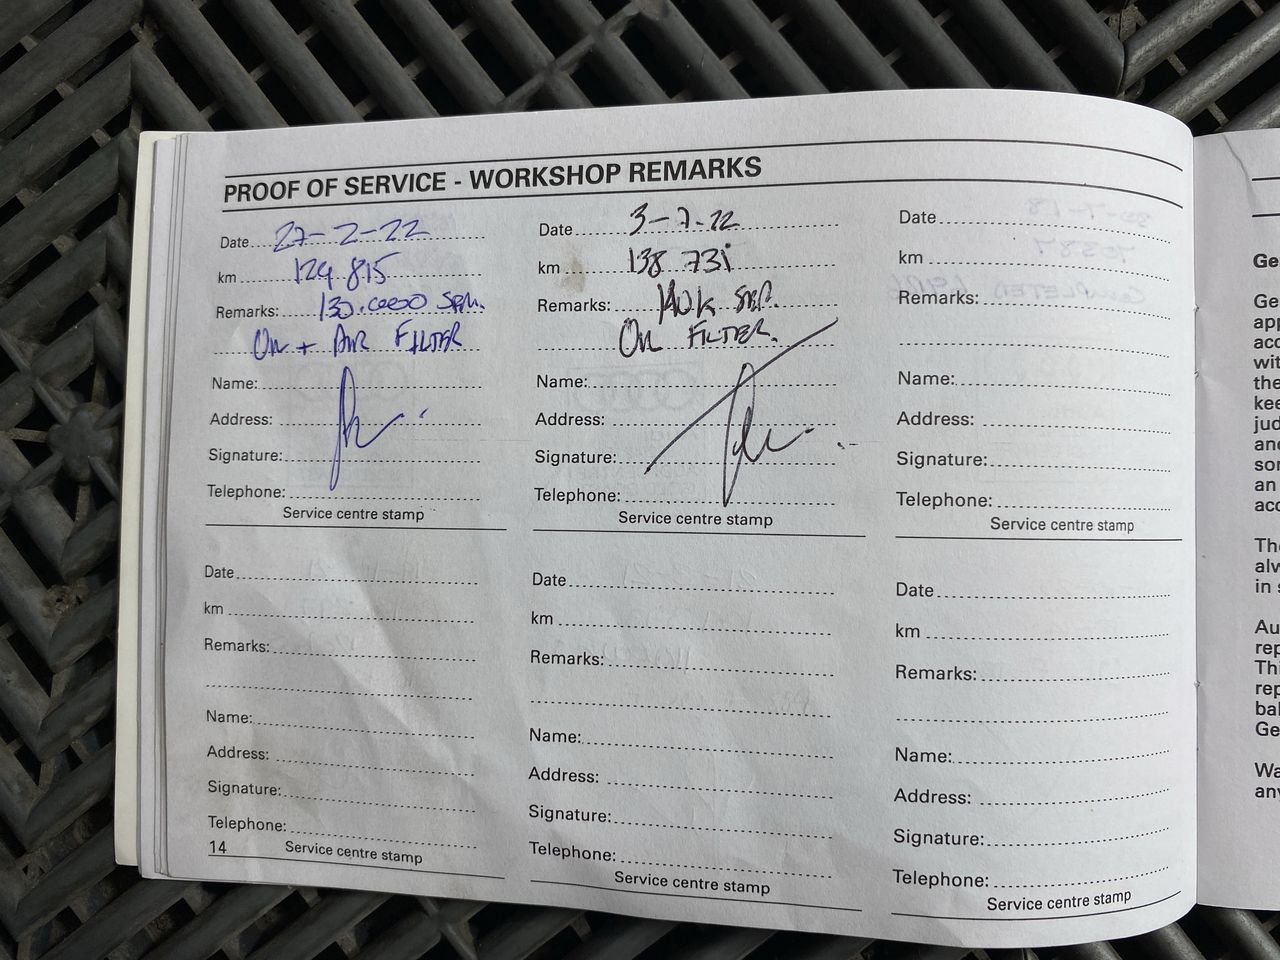 PROOF OF SERVICE - WORKSHOP REMARKS
Date 27-2-22
km 129 815
Remarks: 130.000 SER.
OIL + AIR FILTER
Name:
Address:
Signature:
Telephone:
Service centre stamp
Date 3-7-22
km 138 731
Remarks: 140K SER.
OIL FILTER.
Name:
Address:
Signature:
Telephone:
Service centre stamp
Date
km
Remarks:
Name:
Address:
Signature:
Telephone:
Service centre stamp
Date
km
Remarks:
Name:
Address:
Signature:
Telephone:
Service centre stamp
Date
km
Remarks:
Name:
Address:
Signature:
Telephone:
Service centre stamp
Date
km
Remarks:
Name:
Address:
Signature:
Telephone:
Service centre stamp
14